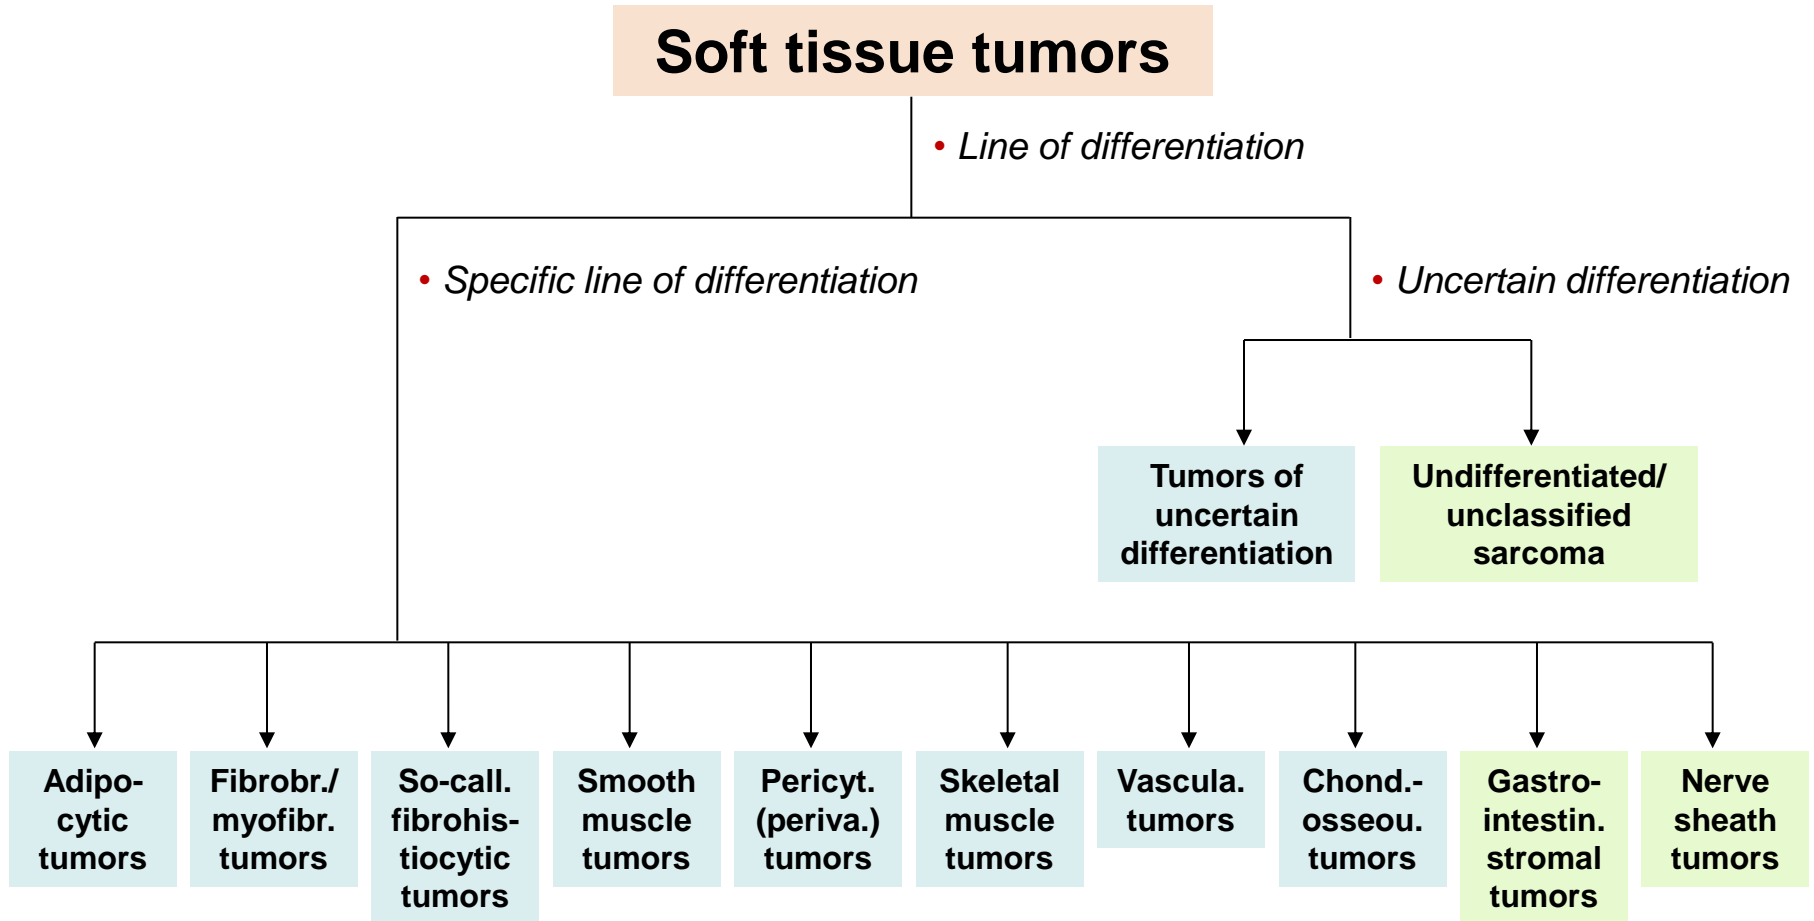 Soft tissue tumors
• Line of differentiation
• Specific line of differentiation
• Uncertain differentiation
Tumors of
uncertain
differentiation
Undifferentiated/
unclassified
sarcoma
Adipo-
cytic
tumors
Fibrobr./
myofibr.
tumors
So-call.
fibrohis-
tiocytic
tumors
Smooth
muscle
tumors
Pericyt.
(periva.)
tumors
Skeletal
muscle
tumors
Vascula.
tumors
Chond.-
osseou.
tumors
Gastro-
intestin.
stromal
tumors
Nerve
sheath
tumors